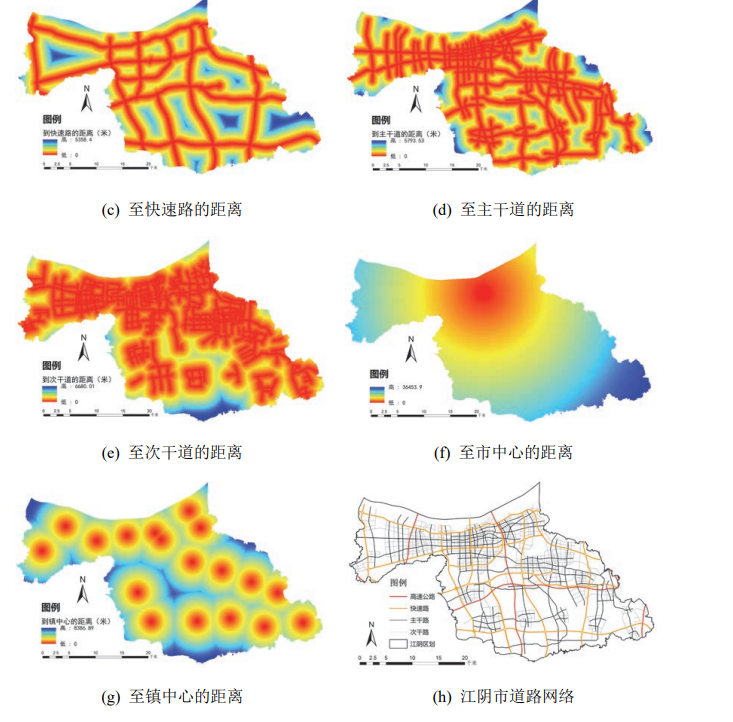 N
图例
到快速路的距离（米）
高 : 5358.4
低 : 0
0 2.5 5 10 15 20
千米
(c) 至快速路的距离
N
图例
到主干道的距离（米）
高 : 5793.53
低 : 0
0 2.5 5 10 15 20
千米
(d) 至主干道的距离
N
图例
到次干道的距离（米）
高 : 6680.01
低 : 0
0 2.5 5 10 15 20
千米
(e) 至次干道的距离
N
图例
高 : 36453.9
低 : 0
0 2.5 5 10 15 20
千米
(f) 至市中心的距离
N
图例
到镇中心的距离（米）
高 : 8386.89
低 : 0
0 2.5 5 10 15 20
千米
(g) 至镇中心的距离
图例
高速公路
快速路
主干路
次干路
江阴区划
N
0 2.5 5 10 15 20
千米
(h) 江阴市道路网络